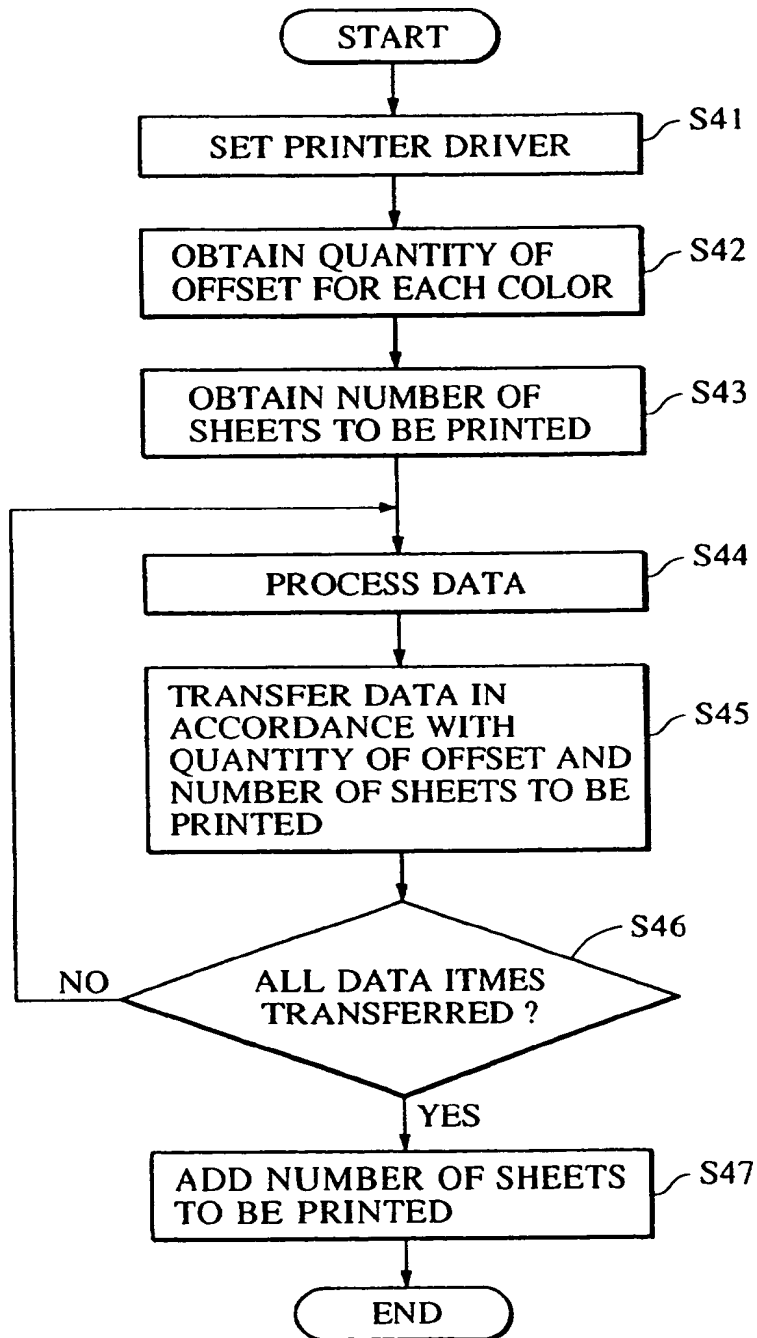 START
S41
SET PRINTER DRIVER
S42
OBTAIN QUANTITY OF
OFFSET FOR EACH COLOR
S43
OBTAIN NUMBER OF
SHEETS TO BE PRINTED
S44
PROCESS DATA
S45
TRANSFER DATA IN
ACCORDANCE WITH
QUANTITY OF OFFSET AND
NUMBER OF SHEETS TO BE
PRINTED
S46
NO
ALL DATA ITMES
TRANSFERRED ?
YES
S47
ADD NUMBER OF SHEETS
TO BE PRINTED
END